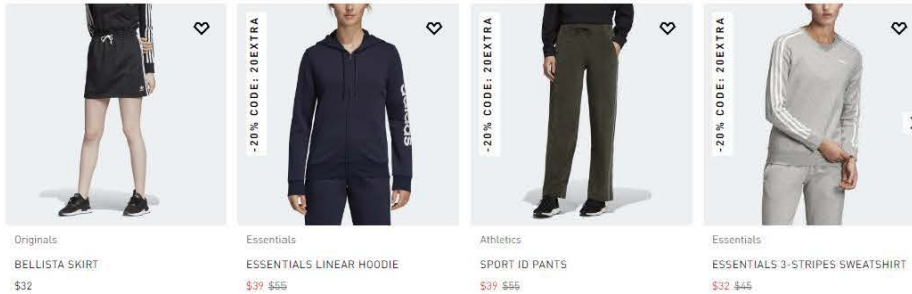 -20% CODE: 20EXTRA
-20% CODE: 20EXTRA
-20% CODE: 20EXTRA
adidas
Originals
BELLISTA SKIRT
$32
Essentials
ESSENTIALS LINEAR HOODIE
$39 $55
Athletics
SPORT ID PANTS
$39 $55
Essentials
ESSENTIALS 3-STRIPES SWEATSHIRT
$32 $45